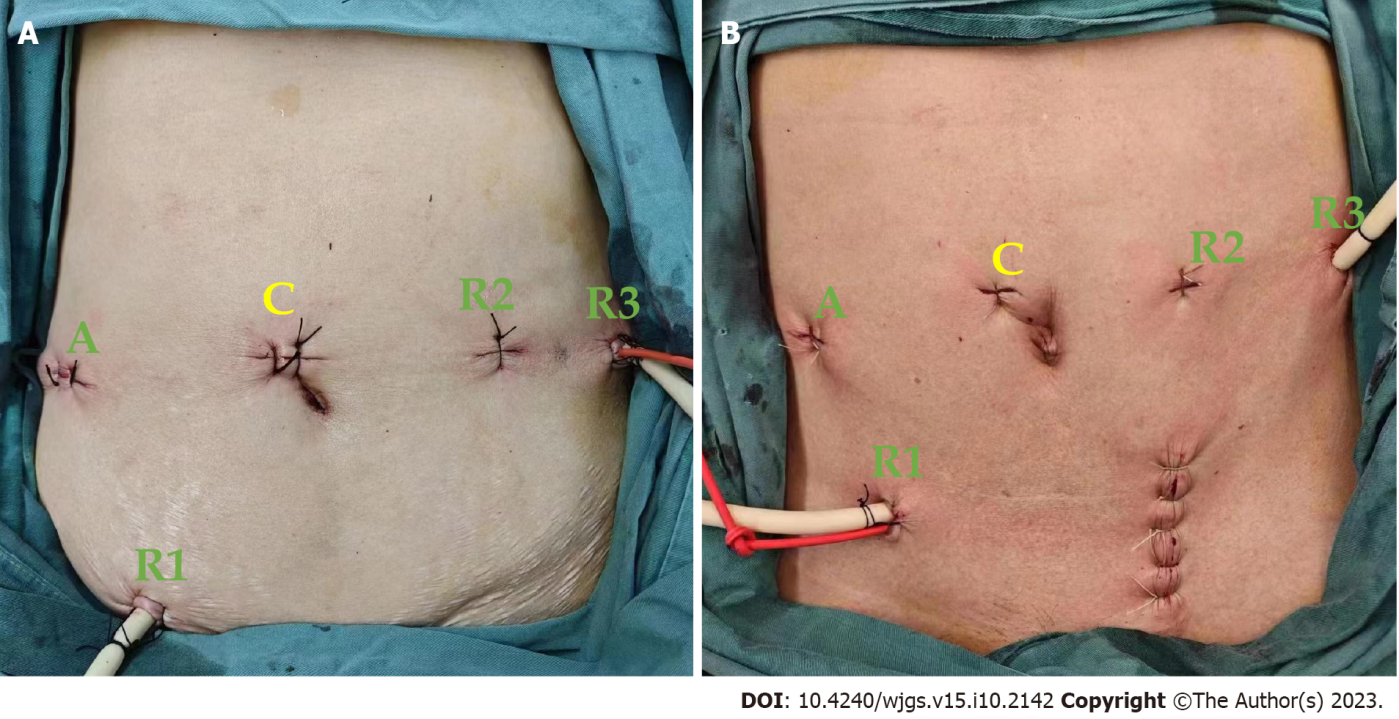 A
B
C
R2
R3
A
R1
R3
R2
C
A
R1
DOI: 10.4240/wjgs.v15.i10.2142 Copyright ©The Author(s) 2023.